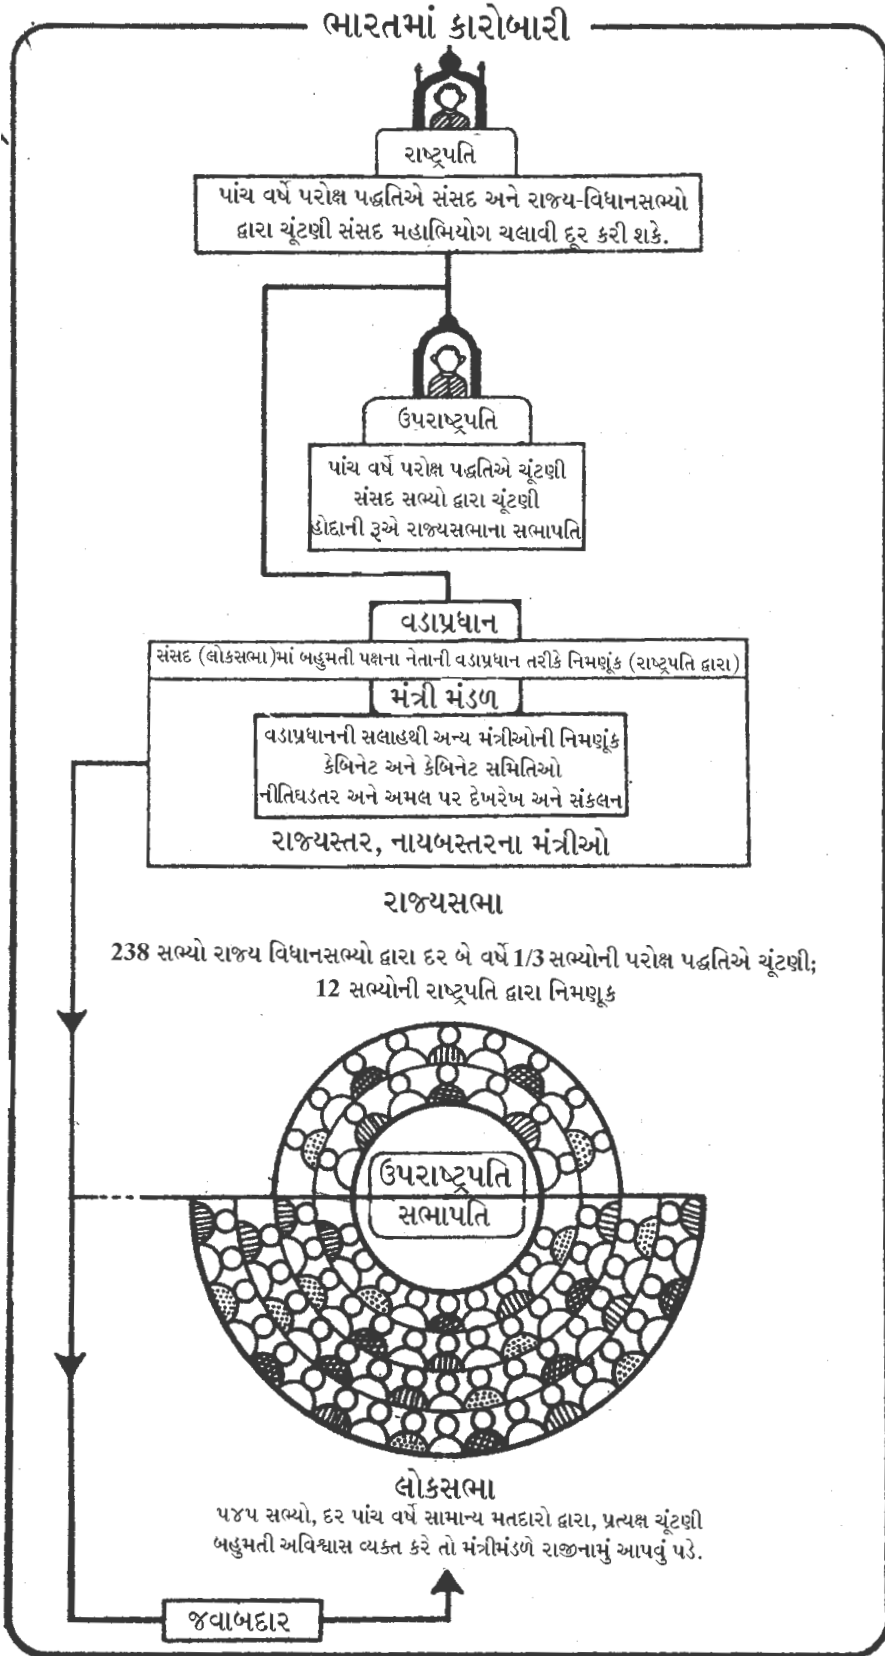 ભારતમાં કારોબારી
રાષ્ટ્રપતિ
પાંચ વર્ષે પરોક્ષ પદ્ધતિએ સંસદ અને રાજય-વિધાનસભ્યો
દ્વારા ચૂંટણી સંસદ મહાભિયોગ ચલાવી દૂર કરી શકે.
ઉપરાષ્ટ્રપતિ
પાંચ વર્ષે પરોક્ષ પદ્ધતિએ ચૂંટણી
સંસદ સભ્યો દ્વારા ચૂંટણી
હોદ્દાની રૂએ રાજ્યસભાના સભાપતિ
વડાપ્રધાન
સંસદ (લોકસભા)માં બહુમતી પક્ષના નેતાની વડાપ્રધાન તરીકે નિમણૂંક (રાષ્ટ્રપતિ દ્વારા)
મંત્રી મંડળ
વડાપ્રધાનની સલાહથી અન્ય મંત્રીઓની નિમણૂંક
કેબિનેટ અને કેબિનેટ સમિતિઓ
નીતિઘડતર અને અમલ પર દેખરેખ અને સંકલન
રાજ્યસ્તર, નાયબસ્તરના મંત્રીઓ
રાજ્યસભા
238 સભ્યો રાજય વિધાનસભ્યો દ્વારા દર બે વર્ષે 1/3 સભ્યોની પરોક્ષ પદ્ધતિએ ચૂંટણી;
12 સભ્યોની રાષ્ટ્રપતિ દ્વારા નિમણૂક
ઉપરાષ્ટ્રપતિ
સભાપતિ
લોકસભા
૫૪૫ સભ્યો, દર પાંચ વર્ષે સામાન્ય મતદારો દ્વારા, પ્રત્યક્ષ ચૂંટણી
બહુમતી અવિશ્વાસ વ્યક્ત કરે તો મંત્રીમંડળે રાજીનામું આપવું પડે.
જવાબદાર